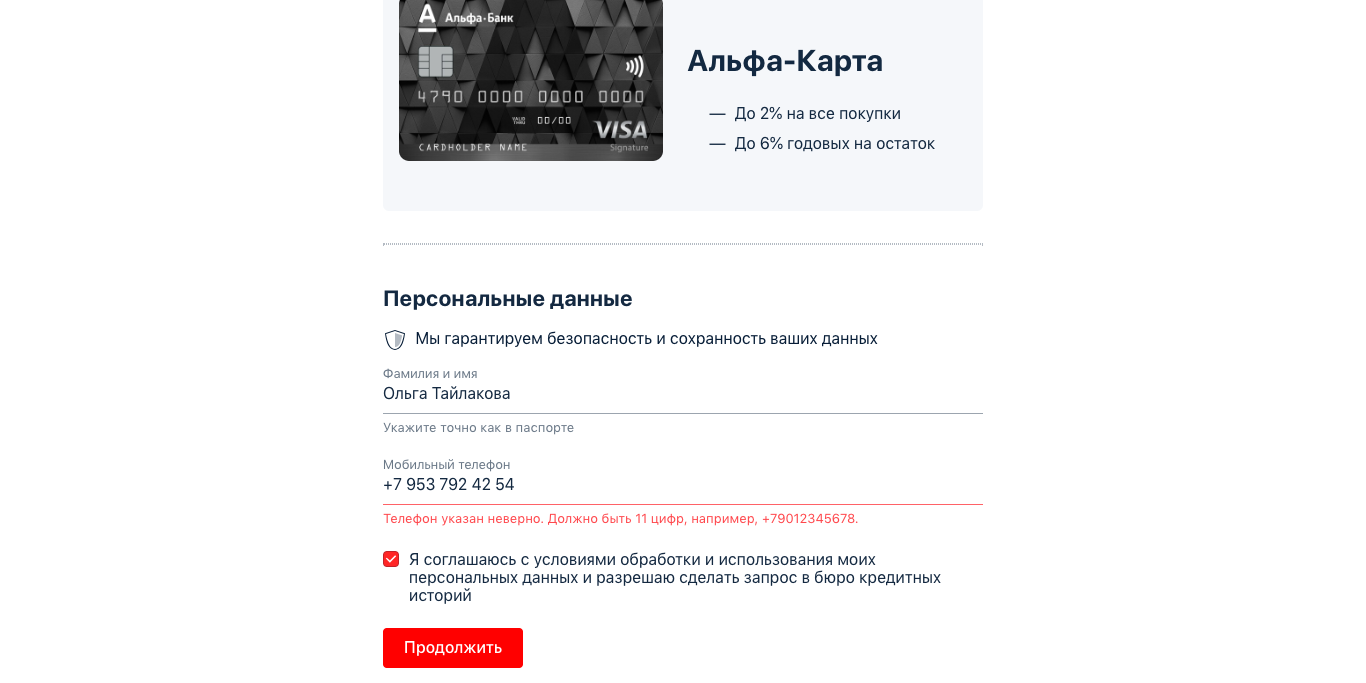 Альфа·Банк
4790 0000 0000 0000
VALID THRU 00/00
VISA
Signature
CARDHOLDER NAME
Альфа-Карта
— До 2% на все покупки
— До 6% годовых на остаток
Персональные данные
Мы гарантируем безопасность и сохранность ваших данных
Фамилия и имя
Ольга Тайлакова
Укажите точно как в паспорте
Мобильный телефон
+7 953 792 42 54
Телефон указан неверно. Должно быть 11 цифр, например, +79012345678.
Я соглашаюсь с условиями обработки и использования моих
персональных данных и разрешаю сделать запрос в бюро кредитных
историй
Продолжить